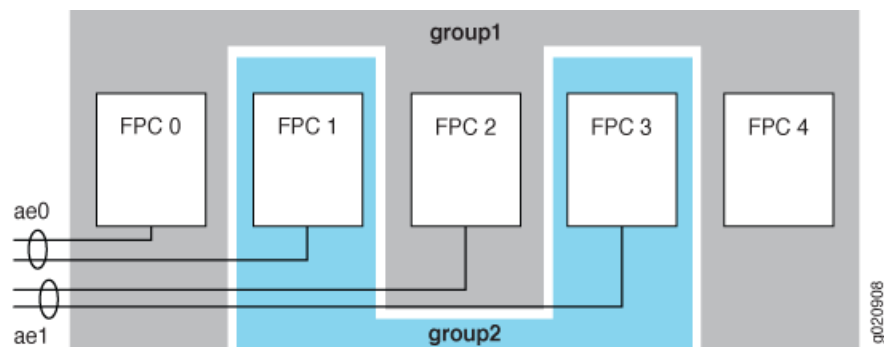 group1
FPC 0
FPC 1
FPC 2
FPC 3
FPC 4
ae0
ae1
group2
g020908